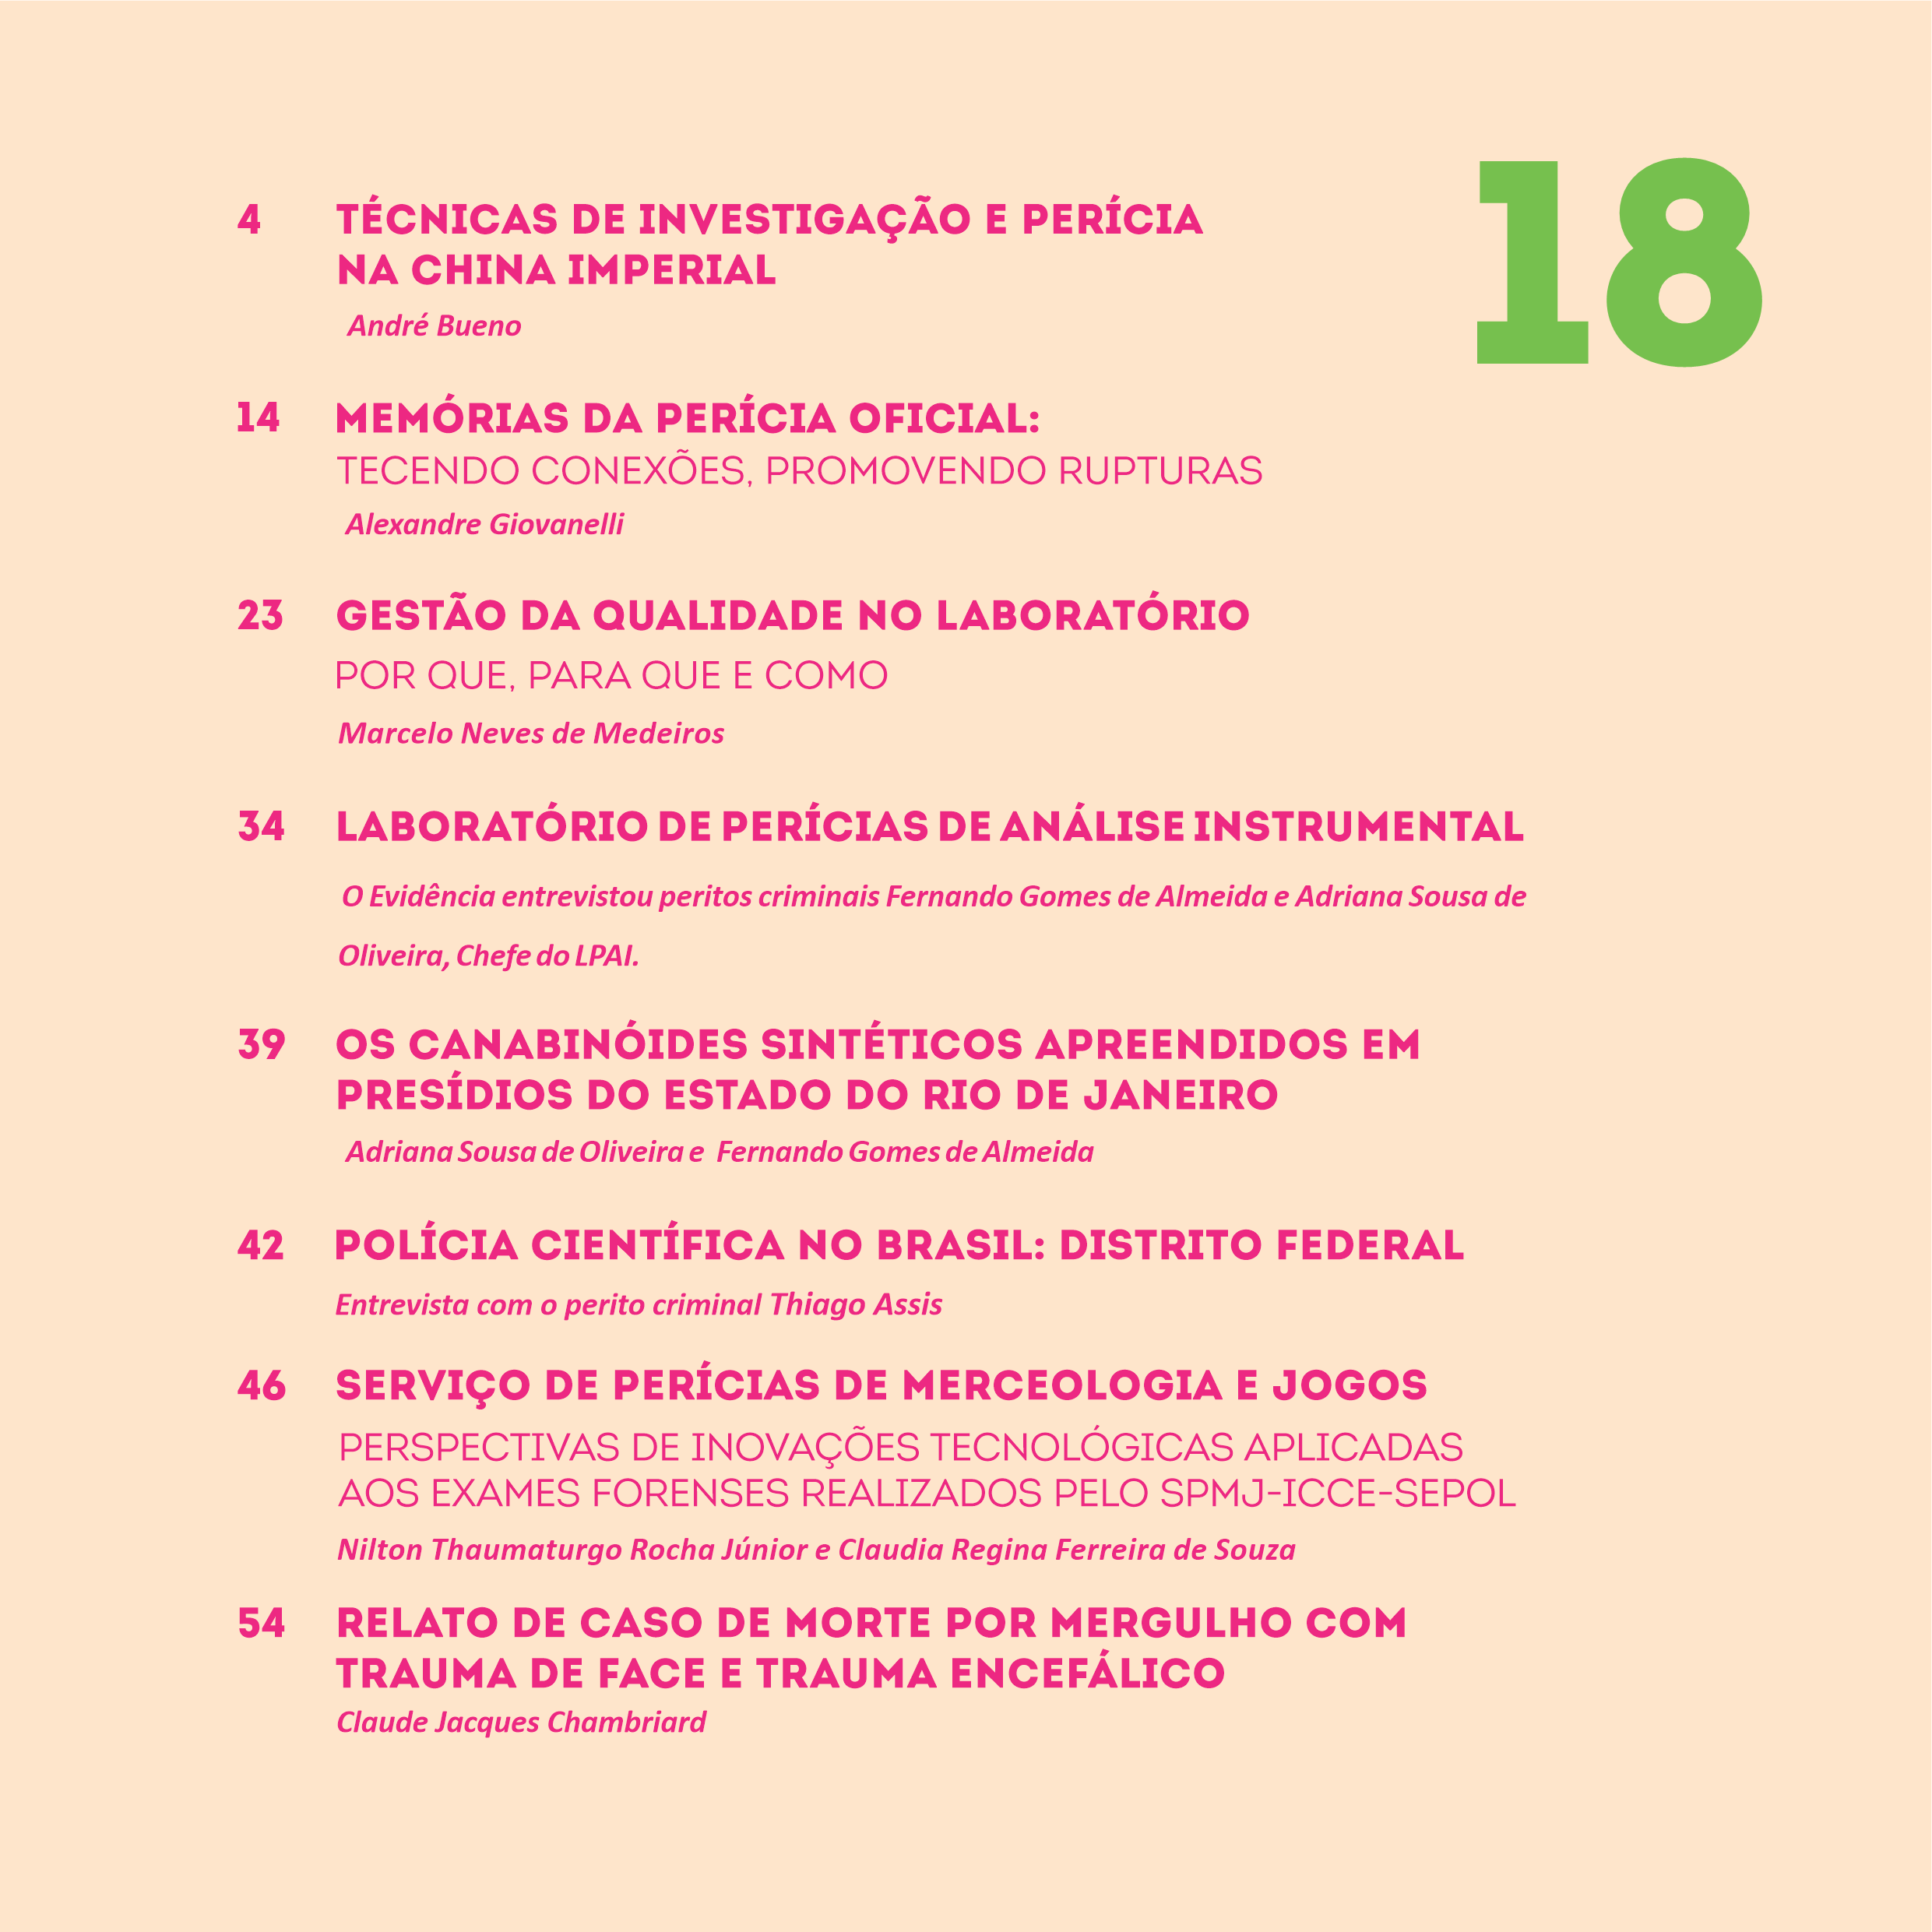 18
4 TÉCNICAS DE INVESTIGAÇÃO E PERÍCIA
NA CHINA IMPERIAL
André Bueno
14 MEMÓRIAS DA PERÍCIA OFICIAL:
TECENDO CONEXÕES, PROMOVENDO RUPTURAS
Alexandre Giovanelli
23 GESTÃO DA QUALIDADE NO LABORATÓRIO
POR QUE, PARA QUE E COMO
Marcelo Neves de Medeiros
34 LABORATÓRIO DE PERÍCIAS DE ANÁLISE INSTRUMENTAL
O Evidência entrevistou peritos criminais Fernando Gomes de Almeida e Adriana Sousa de
Oliveira, Chefe do LPAI.
39 OS CANABINÓIDES SINTÉTICOS APREENDIDOS EM
PRESÍDIOS DO ESTADO DO RIO DE JANEIRO
Adriana Sousa de Oliveira e Fernando Gomes de Almeida
42 POLÍCIA CIENTÍFICA NO BRASIL: DISTRITO FEDERAL
Entrevista com o perito criminal Thiago Assis
46 SERVIÇO DE PERÍCIAS DE MERCEOLOGIA E JOGOS
PERSPECTIVAS DE INOVAÇÕES TECNOLÓGICAS APLICADAS
AOS EXAMES FORENSES REALIZADOS PELO SPMJ-ICCE-SEPOL
Nilton Thaumaturgo Rocha Júnior e Claudia Regina Ferreira de Souza
54 RELATO DE CASO DE MORTE POR MERGULHO COM
TRAUMA DE FACE E TRAUMA ENCEFÁLICO
Claude Jacques Chambriard